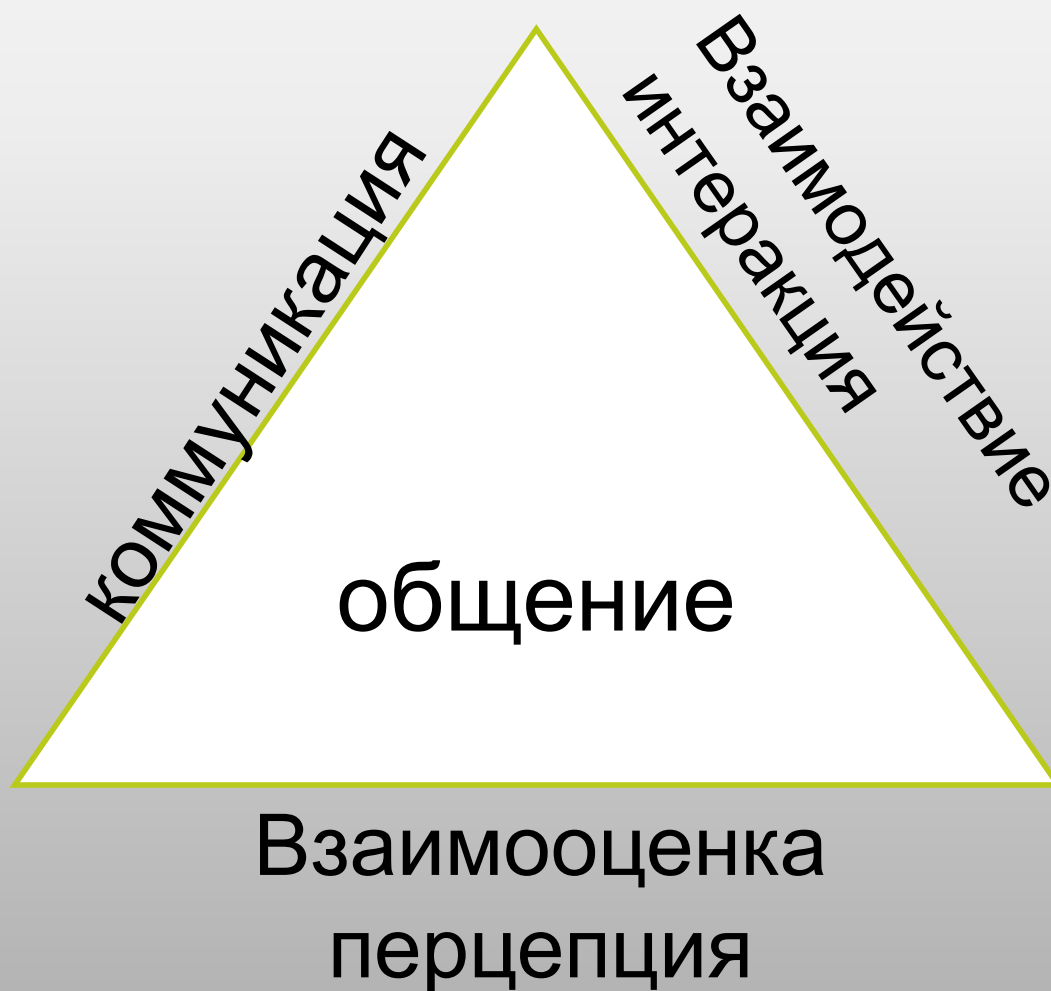 коммуникация
Взаимодействие
интеракция
общение
Взаимооценка
перцепция